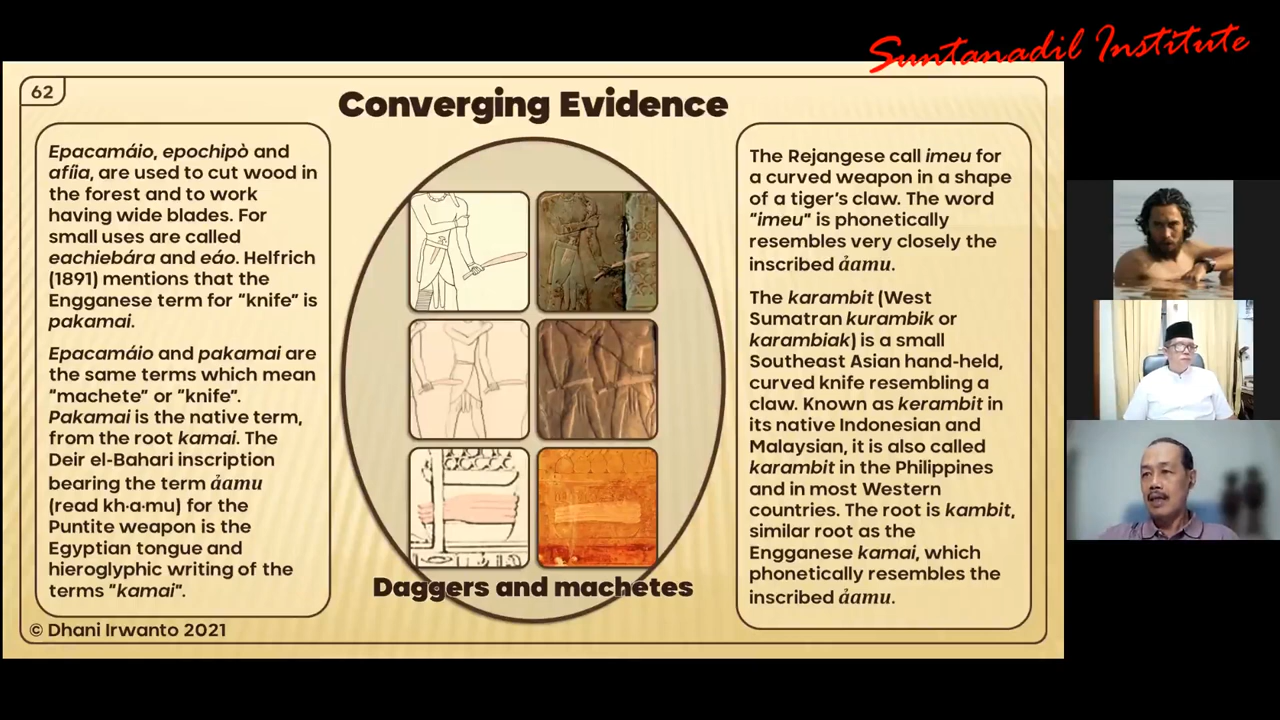 Suntanadil Institute
62
Converging Evidence
Epacamáio, epochipò and
afíia, are used to cut wood in
the forest and to work
having wide blades. For
small uses are called
eachiebára and eáo. Helfrich
(1891) mentions that the
Engganese term for "knife" is
pakamai.
Epacamáio and pakamai are
the same terms which mean
"machete" or "knife".
Pakamai is the native term,
from the root kamai. The
Deir el-Bahari inscription
bearing the term ảamu
(read kh·a·mu) for the
Puntite weapon is the
Egyptian tongue and
hieroglyphic writing of the
terms "kamai".
Daggers and machetes
The Rejangese call imeu for
a curved weapon in a shape
of a tiger's claw. The word
"imeu" is phonetically
resembles very closely the
inscribed ảamu.
The karambit (West
Sumatran kurambik or
karambiak) is a small
Southeast Asian hand-held,
curved knife resembling a
claw. Known as kerambit in
its native Indonesian and
Malaysian, it is also called
karambit in the Philippines
and in most Western
countries. The root is kambit,
similar root as the
Engganese kamai, which
phonetically resembles the
inscribed ảamu.
© Dhani Irwanto 2021